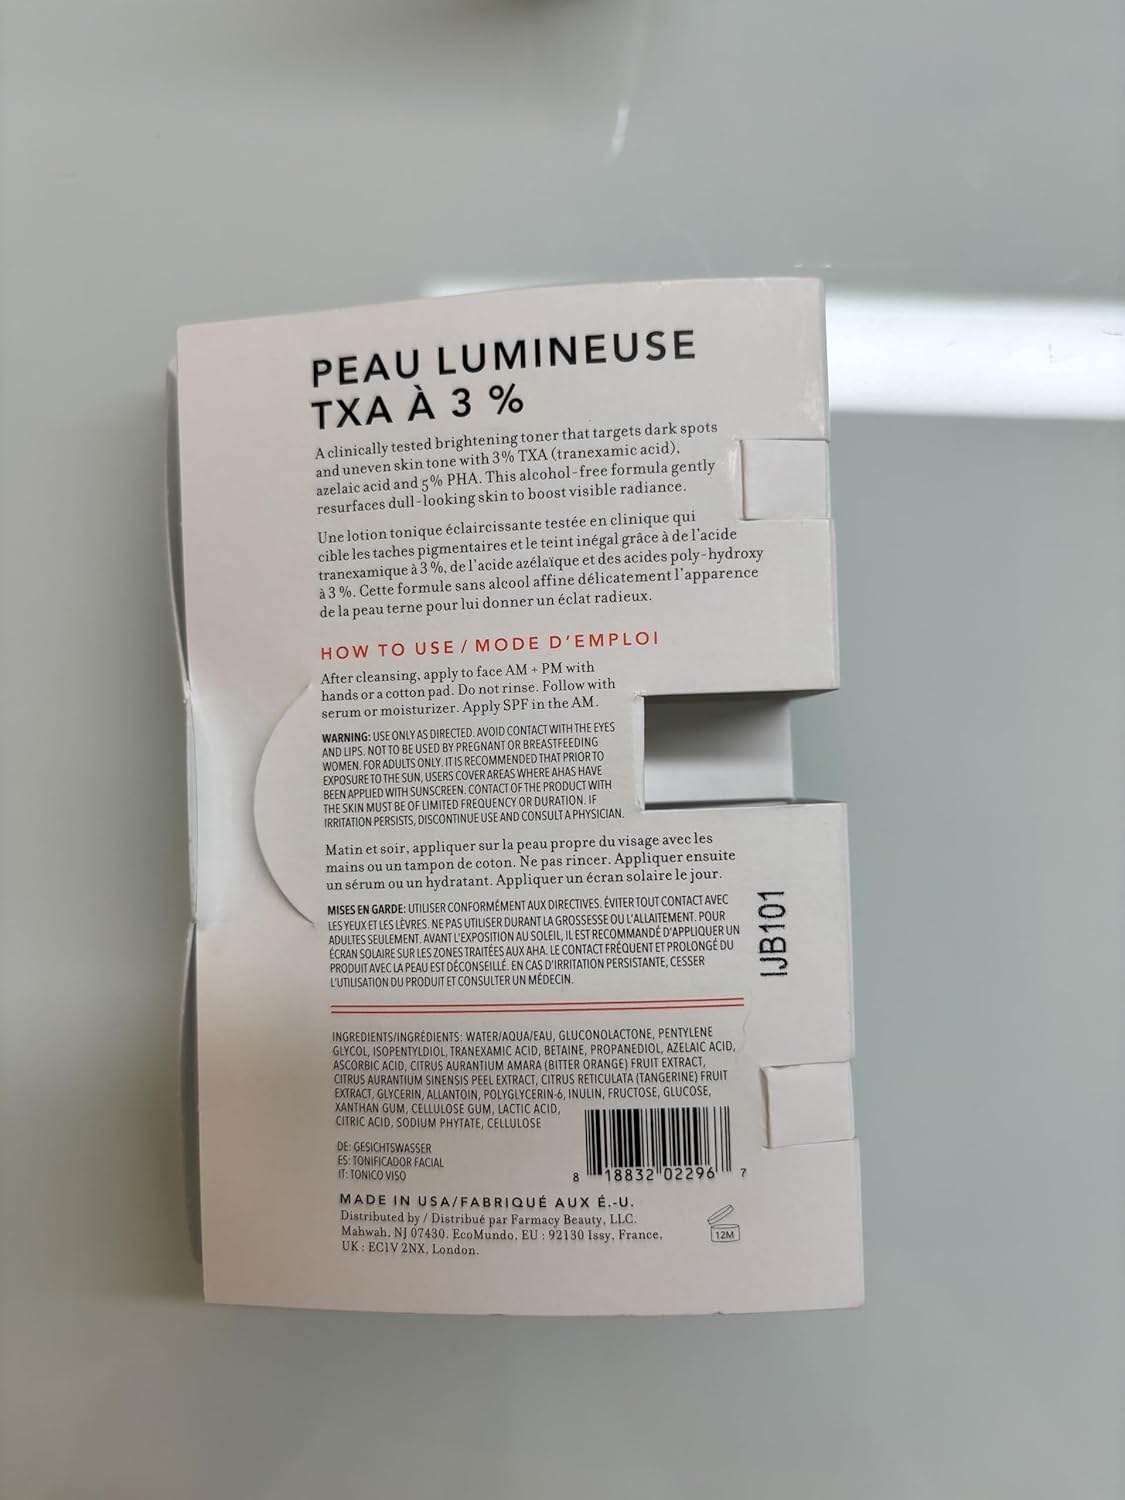 PEAU LUMINEUSE
TXA À 3 %
A clinically tested brightening toner that targets dark spots
and uneven skin tone with 3% TXA (tranexamic acid),
azelaic acid and 5% PHA. This alcohol-free formula gently
resurfaces dull-looking skin to boost visible radiance.
Une lotion tonique éclaircissante testée en clinique qui
cible les taches pigmentaires et le teint inégal grâce à de l'acide
tranexamique à 3 %, de l'acide azélaïque et des acides poly-hydroxy
à 3 %. Cette formule sans alcool affine délicatement l'apparence
de la peau terne pour lui donner un éclat radieux.
HOW TO USE / MODE D'EMPLOI
After cleansing, apply to face AM + PM with
hands or a cotton pad. Do not rinse. Follow with
serum or moisturizer. Apply SPF in the AM.
WARNING: USE ONLY AS DIRECTED. AVOID CONTACT WITH THE EYES
AND LIPS. NOT TO BE USED BY PREGNANT OR BREASTFEEDING
WOMEN. FOR ADULTS ONLY. IT IS RECOMMENDED THAT PRIOR TO
EXPOSURE TO THE SUN, USERS COVER AREAS WHERE AHAS HAVE
BEEN APPLIED WITH SUNSCREEN. CONTACT OF THE PRODUCT WITH
THE SKIN MUST BE OF LIMITED FREQUENCY OR DURATION. IF
IRRITATION PERSISTS, DISCONTINUE USE AND CONSULT A PHYSICIAN.
Matin et soir, appliquer sur la peau propre du visage avec les
mains ou un tampon de coton. Ne pas rincer. Appliquer ensuite
un sérum ou un hydratant. Appliquer un écran solaire le jour.
MISES EN GARDE: UTILISER CONFORMÉMENT AUX DIRECTIVES. ÉVITER TOUT CONTACT AVEC
LES YEUX ET LES LÈVRES. NE PAS UTILISER DURANT LA GROSSESSE OU L'ALLAITEMENT. POUR
ADULTES SEULEMENT. AVANT L'EXPOSITION AU SOLEIL, IL EST RECOMMANDÉ D'APPLIQUER UN
ÉCRAN SOLAIRE SUR LES ZONES TRAITÉES AUX AHA. LE CONTACT FRÉQUENT ET PROLONGÉ DU
PRODUIT AVEC LA PEAU EST DÉCONSEILLÉ. EN CAS D'IRRITATION PERSISTANTE, CESSER
L'UTILISATION DU PRODUIT ET CONSULTER UN MÉDECIN.
IJB101
INGREDIENTS/INGRÉDIENTS: WATER/AQUA/EAU, GLUCONOLACTONE, PENTYLENE
GLYCOL, ISOPENTYLDIOL, TRANEXAMIC ACID, BETAINE, PROPANEDIOL, AZELAIC ACID,
ASCORBIC ACID, CITRUS AURANTIUM AMARA (BITTER ORANGE) FRUIT EXTRACT,
CITRUS AURANTIUM SINENSIS PEEL EXTRACT, CITRUS RETICULATA (TANGERINE) FRUIT
EXTRACT, GLYCERIN, ALLANTOIN, POLYGLYCERIN-6, INULIN, FRUCTOSE, GLUCOSE,
XANTHAN GUM, CELLULOSE GUM, LACTIC ACID,
CITRIC ACID, SODIUM PHYTATE, CELLULOSE
DE: GESICHTSWASSER
ES: TONIFICADOR FACIAL
IT: TONICO VISO
8 18832 02296 7
MADE IN USA/FABRIQUÉ AUX É.-U.
Distributed by / Distribué par Farmacy Beauty, LLC.
Mahwah, NJ 07430. EcoMundo, EU : 92130 Issy, France,
UK : EC1V 2NX, London.
12M